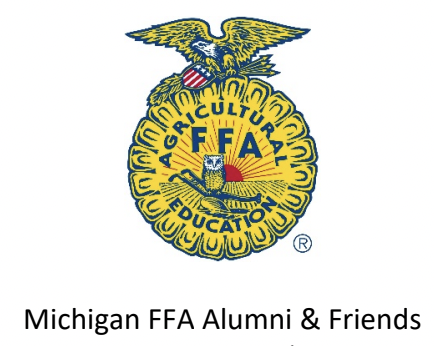 AGRICULTURAL
FFA
EDUCATION
®
Michigan FFA Alumni & Friends